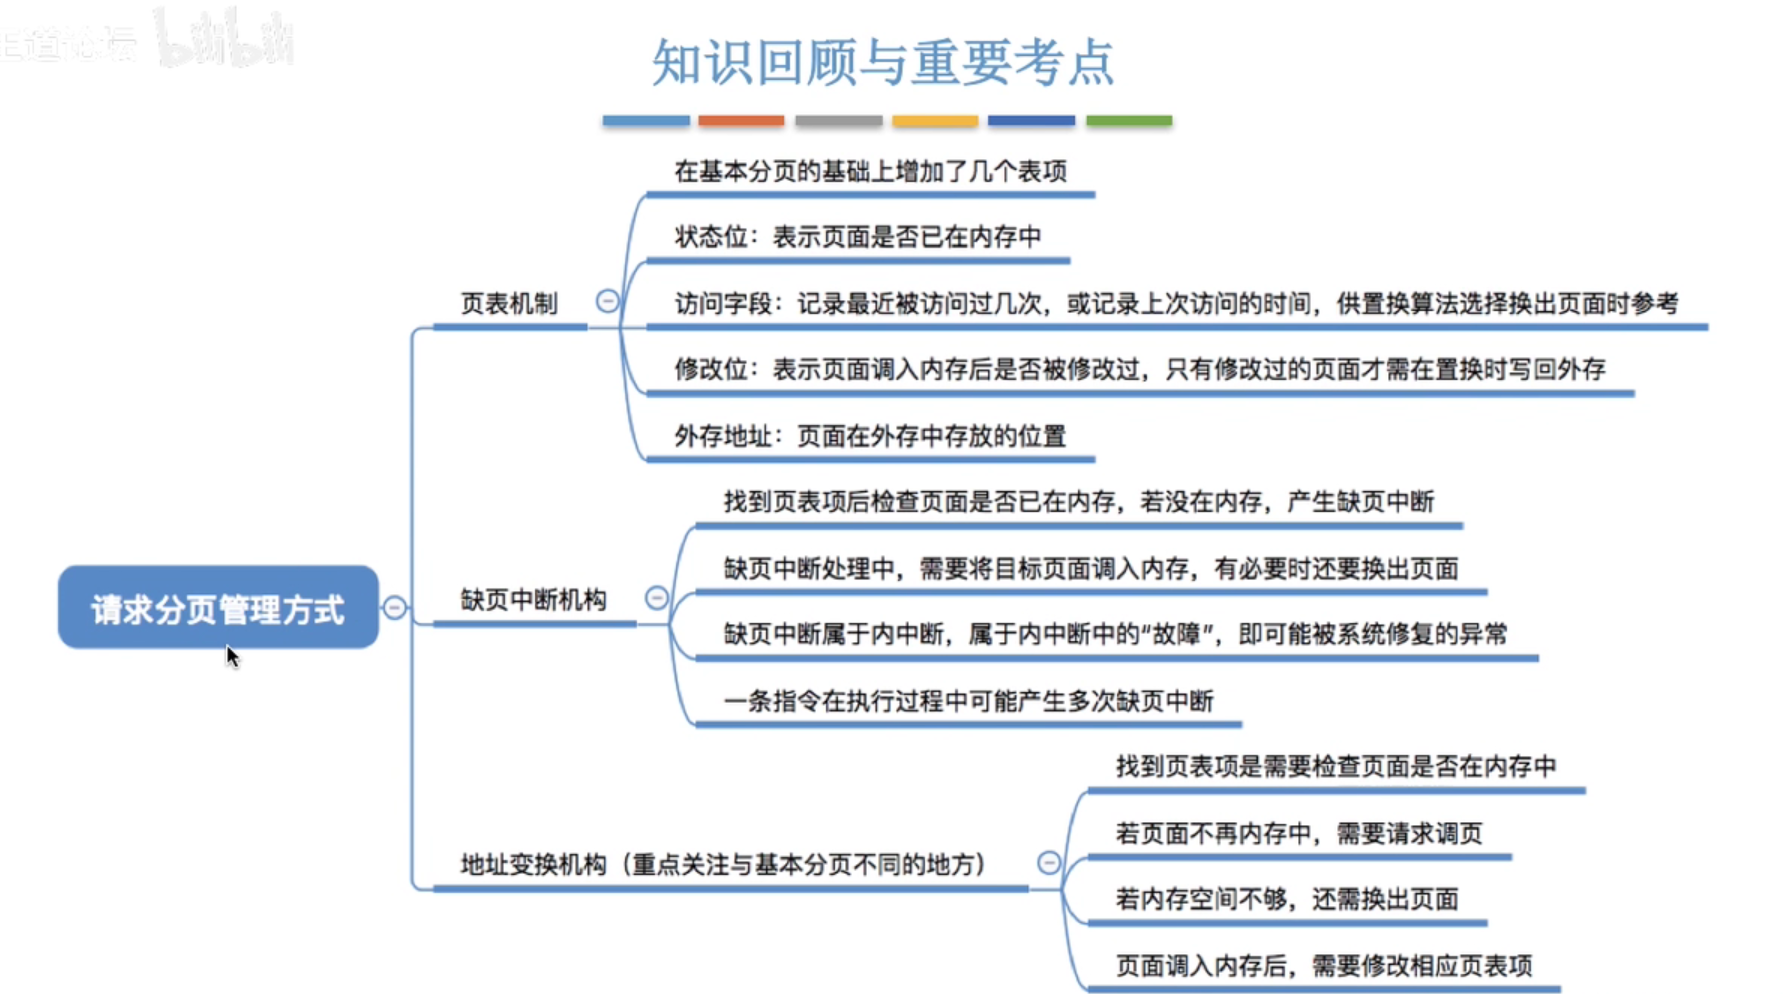 王道论坛 bilibili
知识回顾与重要考点
在基本分页的基础上增加了几个表项
状态位：表示页面是否已在内存中
页表机制
访问字段：记录最近被访问过几次，或记录上次访问的时间，供置换算法选择换出页面时参考
修改位：表示页面调入内存后是否被修改过，只有修改过的页面才需在置换时写回外存
外存地址：页面在外存中存放的位置
请求分页管理方式
找到页表项后检查页面是否已在内存，若没在内存，产生缺页中断
缺页中断处理中，需要将目标页面调入内存，有必要时还要换出页面
缺页中断机构
缺页中断属于内中断，属于内中断中的“故障”，即可能被系统修复的异常
一条指令在执行过程中可能产生多次缺页中断
找到页表项是需要检查页面是否在内存中
若页面不再内存中，需要请求调页
地址变换机构（重点关注与基本分页不同的地方）
若内存空间不够，还需换出页面
页面调入内存后，需要修改相应页表项